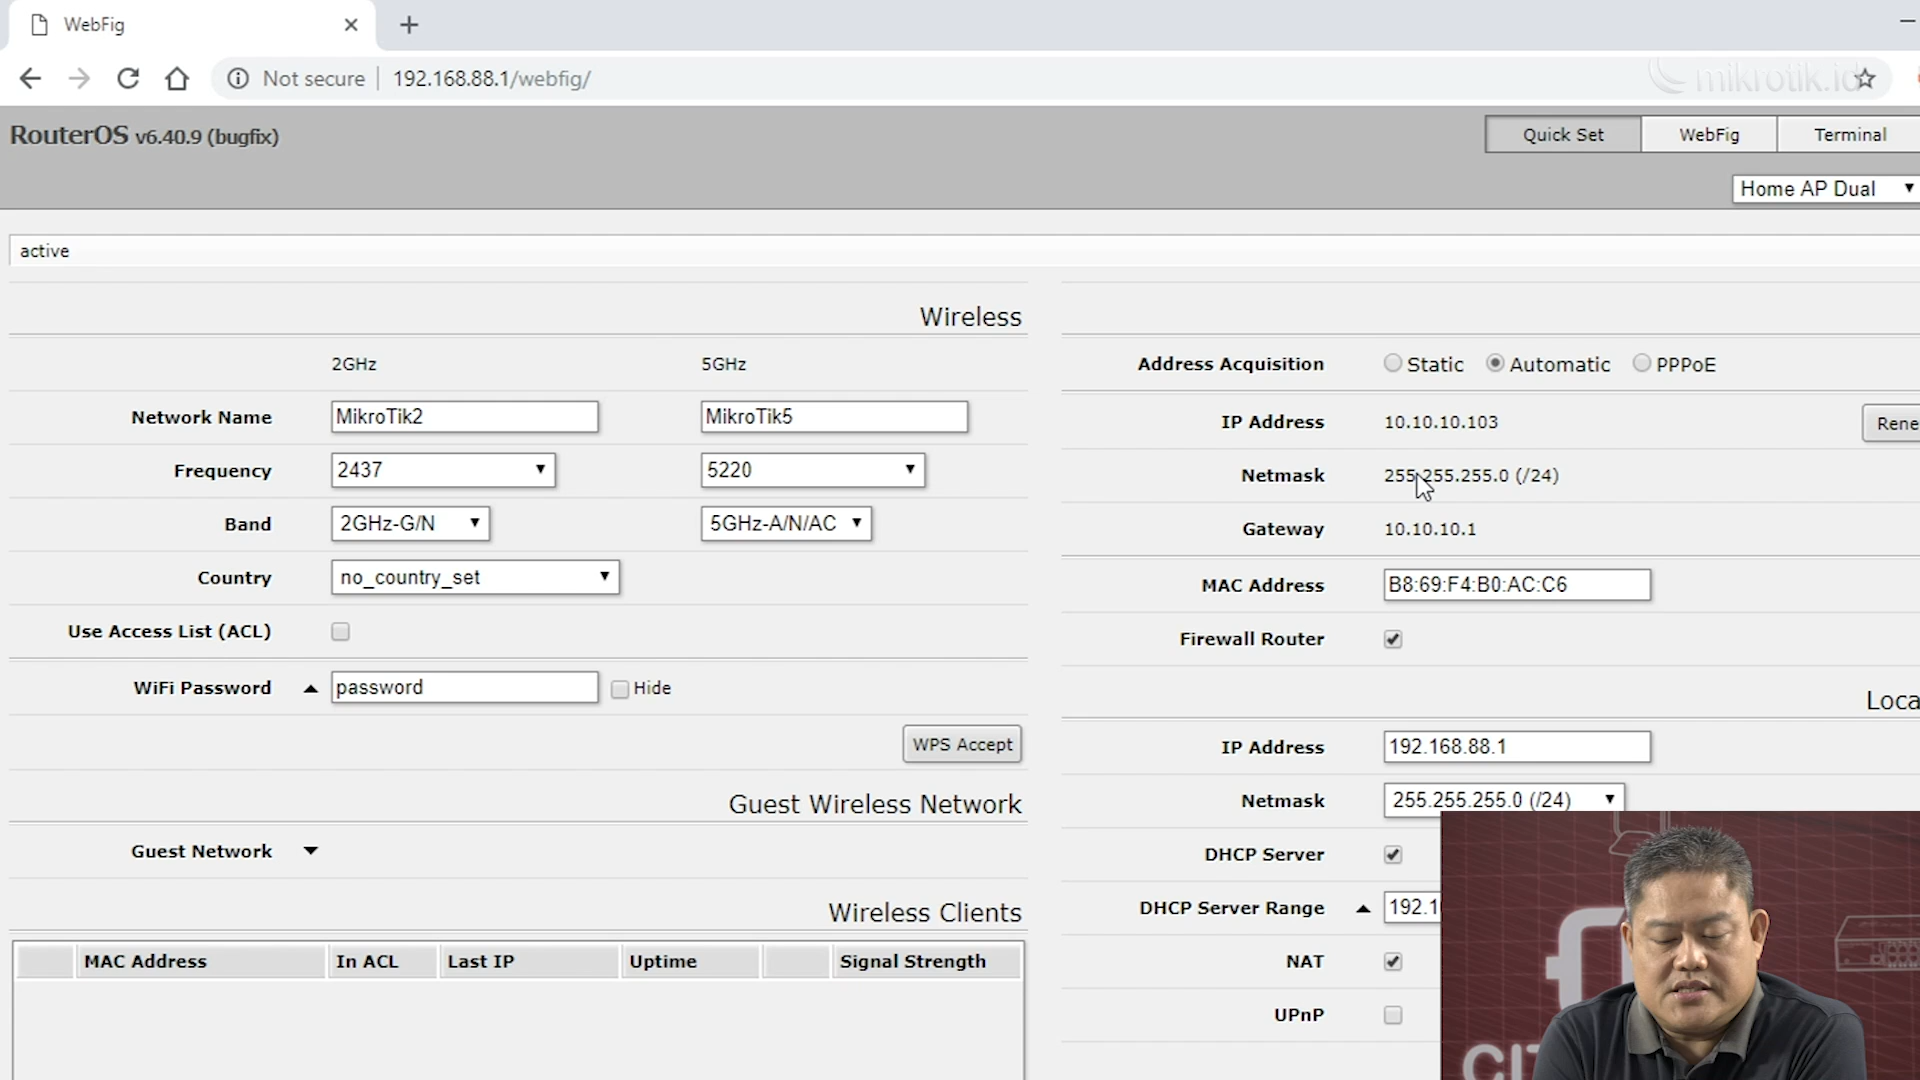 WebFig
Not secure
192.168.88.1/webfig/
mikrotik.id
RouterOS v6.40.9 (bugfix)
Quick Set
WebFig
Terminal
Home AP Dual
active
Wireless
2GHz
5GHz
Network Name
MikroTik2
MikroTik5
Frequency
2437
5220
Band
2GHz-G/N
5GHz-A/N/AC
Country
no_country_set
Use Access List (ACL)
WiFi Password
password
Hide
WPS Accept
Guest Wireless Network
Guest Network
Wireless Clients
MAC Address
In ACL
Last IP
Uptime
Signal Strength
Address Acquisition
Static
Automatic
PPPoE
IP Address
10.10.10.103
Rene
Netmask
255.255.255.0 (/24)
Gateway
10.10.10.1
MAC Address
B8:69:F4:B0:AC:C6
Firewall Router
Loca
IP Address
192.168.88.1
Netmask
255.255.255.0 (/24)
DHCP Server
DHCP Server Range
192.1
NAT
UPnP